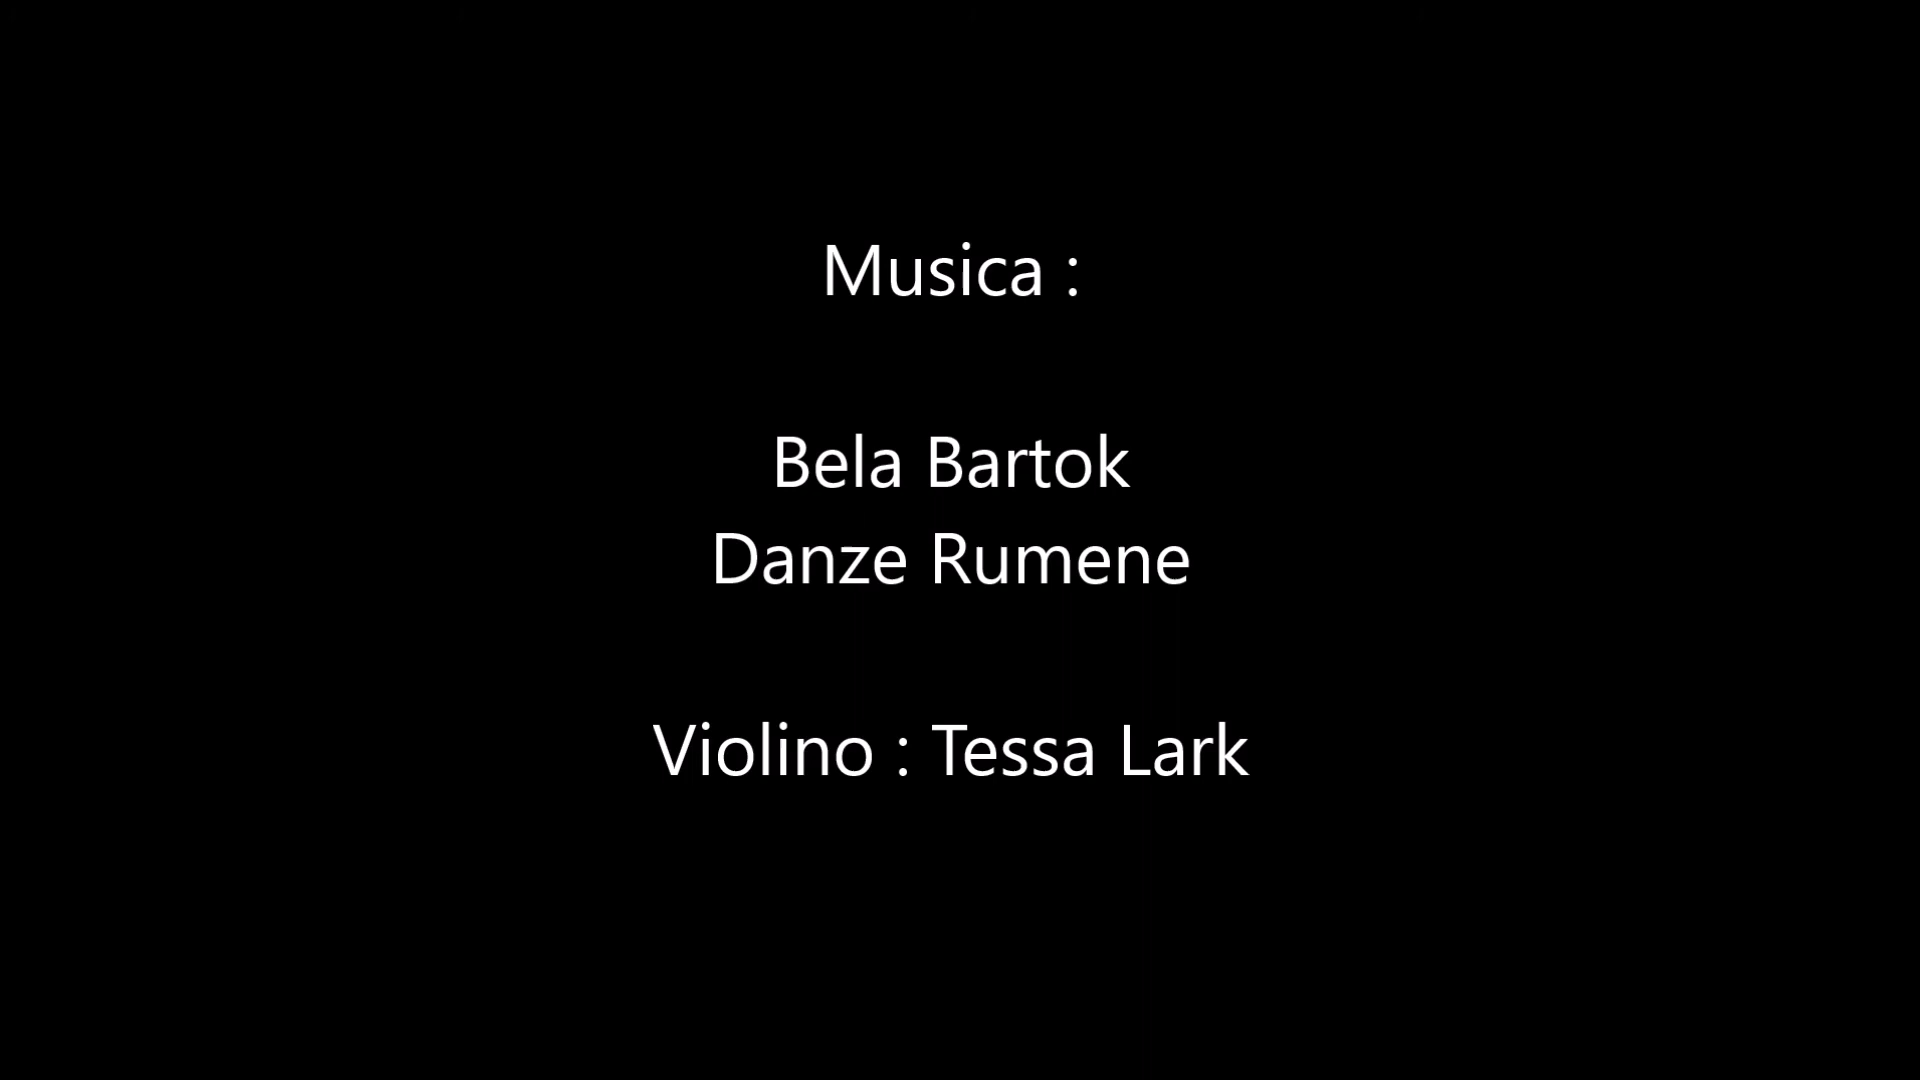 Musica :
Bela Bartok
Danze Rumene
Violino : Tessa Lark